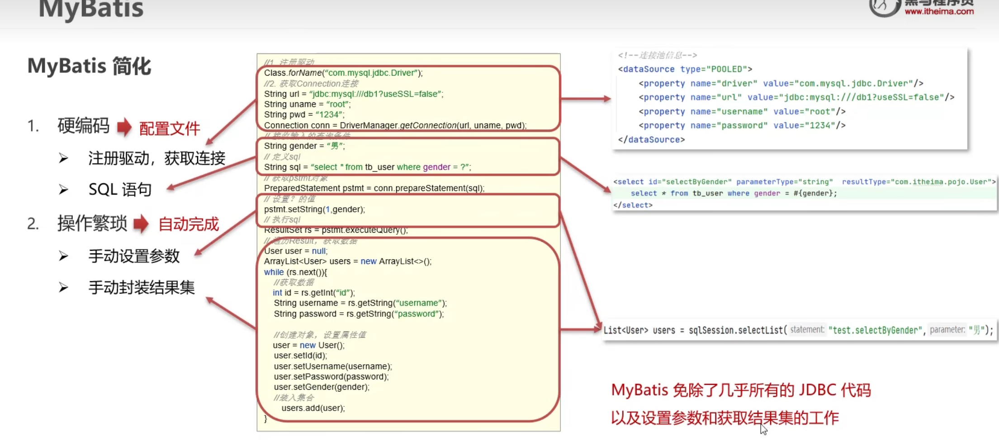 MyBatis
黑马程序员
www.itheima.com
MyBatis 简化
1. 硬编码 配置文件
➢ 注册驱动，获取连接
➢ SQL 语句
2. 操作繁琐 自动完成
➢ 手动设置参数
➢ 手动封装结果集
//1. 注册驱动
Class.forName(“com.mysql.jdbc.Driver”);
//2. 获取Connection连接
String url = “jdbc:mysql:///db1?useSSL=false”;
String uname = “root”;
String pwd = “1234”;
Connection conn = DriverManager.getConnection(url, uname, pwd);
// 接收输入的查询条件
String gender = “男”;
// 定义sql
String sql = “select * from tb_user where gender = ?”;
// 获取pstmt对象
PreparedStatement pstmt = conn.prepareStatement(sql);
// 设置？的值
pstmt.setString(1,gender);
// 执行sql
ResultSet rs = pstmt.executeQuery();
// 遍历Result，获取数据
User user = null;
ArrayList<User> users = new ArrayList<>();
while (rs.next()){
//获取数据
int id = rs.getInt(“id”);
String username = rs.getString(“username”);
String password = rs.getString(“password”);
//创建对象，设置属性值
user = new User();
user.setId(id);
user.setUsername(username);
user.setPassword(password);
user.setGender(gender);
//装入集合
users.add(user);
}
<!--连接池信息-->
<dataSource type="POOLED">
<property name="driver" value="com.mysql.jdbc.Driver"/>
<property name="url" value="jdbc:mysql:///db1?useSSL=false"/>
<property name="username" value="root"/>
<property name="password" value="1234"/>
</dataSource>
<select id="selectByGender" parameterType="string" resultType="com.itheima.pojo.User">
select * from tb_user where gender = #{gender};
</select>
List<User> users = sqlSession.selectList( statement: "test.selectByGender", parameter: "男");
MyBatis 免除了几乎所有的 JDBC 代码
以及设置参数和获取结果集的工作